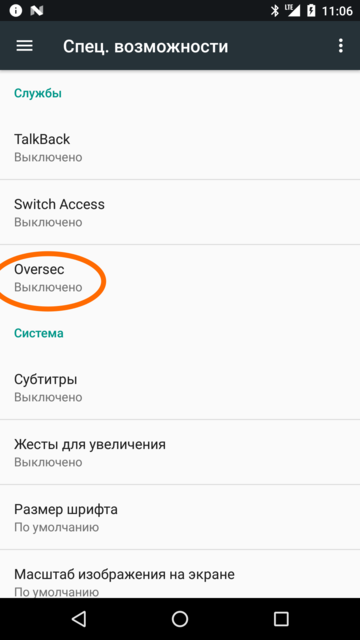 LTE 11:06
Спец. возможности
Службы
TalkBack
Выключено
Switch Access
Выключено
Oversec
Выключено
Система
Субтитры
Выключено
Жесты для увеличения
Выключено
Размер шрифта
По умолчанию
Масштаб изображения на экране
По умолчанию